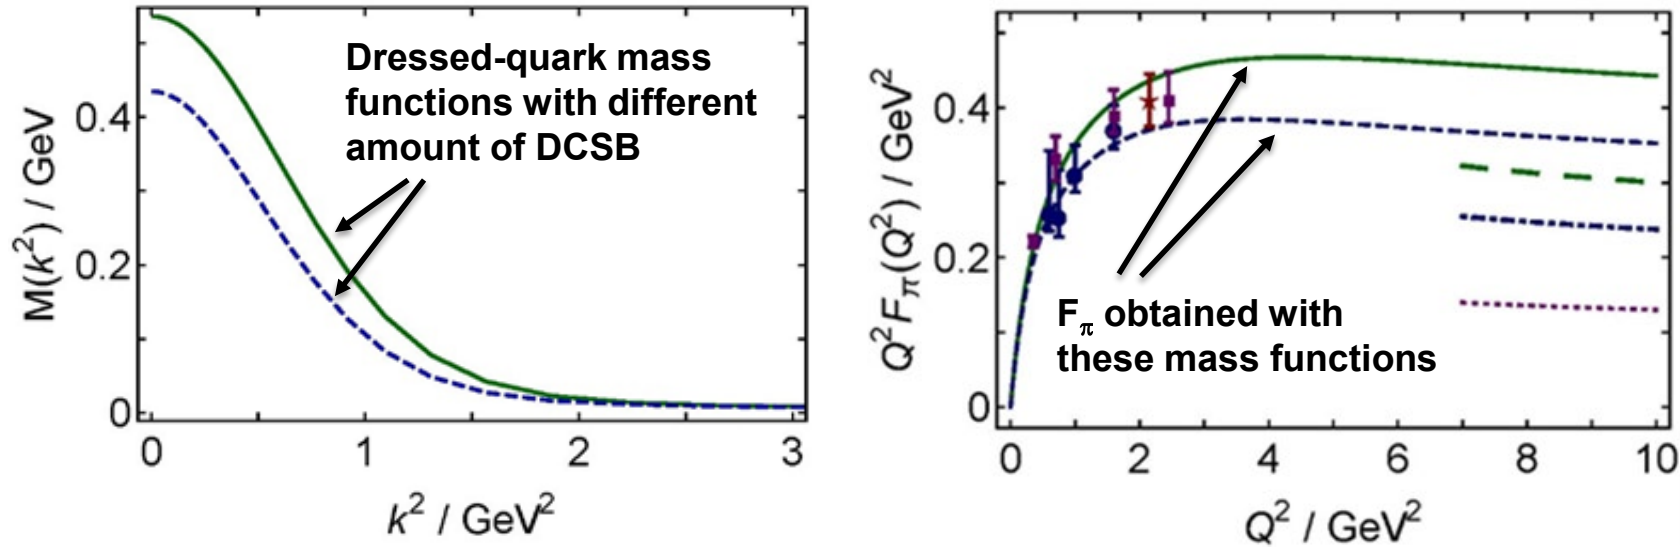 Dressed-quark mass
functions with different
amount of DCSB
M(k²) / GeV
0.4
0.2
0
0 1 2 3
k² / GeV²
Q²Fπ(Q²) / GeV²
0.4
0.2
0
Fπ obtained with
these mass functions
0 2 4 6 8 10
Q² / GeV²